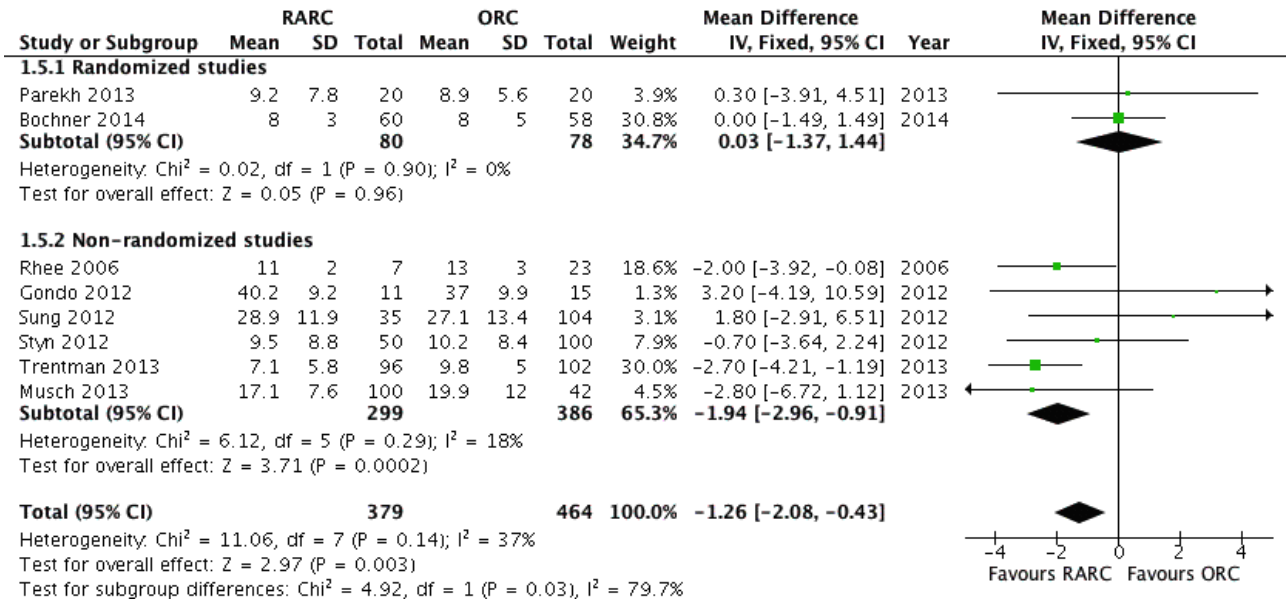 RARC ORC Mean Difference Mean Difference
Study or Subgroup Mean SD Total Mean SD Total Weight IV, Fixed, 95% CI Year IV, Fixed, 95% CI
1.5.1 Randomized studies
Parekh 2013 9.2 7.8 20 8.9 5.6 20 3.9% 0.30 [-3.91, 4.51] 2013
Bochner 2014 8 3 60 8 5 58 30.8% 0.00 [-1.49, 1.49] 2014
Subtotal (95% CI) 80 78 34.7% 0.03 [-1.37, 1.44]
Heterogeneity: Chi² = 0.02, df = 1 (P = 0.90); I² = 0%
Test for overall effect: Z = 0.05 (P = 0.96)
1.5.2 Non-randomized studies
Rhee 2006 11 2 7 13 3 23 18.6% -2.00 [-3.92, -0.08] 2006
Gondo 2012 40.2 9.2 11 37 9.9 15 1.3% 3.20 [-4.19, 10.59] 2012
Sung 2012 28.9 11.9 35 27.1 13.4 104 3.1% 1.80 [-2.91, 6.51] 2012
Styn 2012 9.5 8.8 50 10.2 8.4 100 7.9% -0.70 [-3.64, 2.24] 2012
Trentman 2013 7.1 5.8 96 9.8 5 102 30.0% -2.70 [-4.21, -1.19] 2013
Musch 2013 17.1 7.6 100 19.9 12 42 4.5% -2.80 [-6.72, 1.12] 2013
Subtotal (95% CI) 299 386 65.3% -1.94 [-2.96, -0.91]
Heterogeneity: Chi² = 6.12, df = 5 (P = 0.29); I² = 18%
Test for overall effect: Z = 3.71 (P = 0.0002)
Total (95% CI) 379 464 100.0% -1.26 [-2.08, -0.43]
Heterogeneity: Chi² = 11.06, df = 7 (P = 0.14); I² = 37%
Test for overall effect: Z = 2.97 (P = 0.003)
Test for subgroup differences: Chi² = 4.92, df = 1 (P = 0.03), I² = 79.7%
-4 -2 0 2 4
Favours RARC Favours ORC